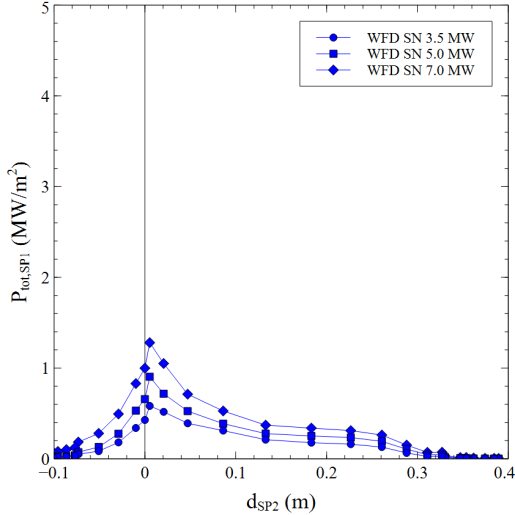 5
4
3
2
1
0
P_tot,SP1 (MW/m^2)
WFD SN 3.5 MW
WFD SN 5.0 MW
WFD SN 7.0 MW
−0.1 0 0.1 0.2 0.3 0.4
d_SP2 (m)